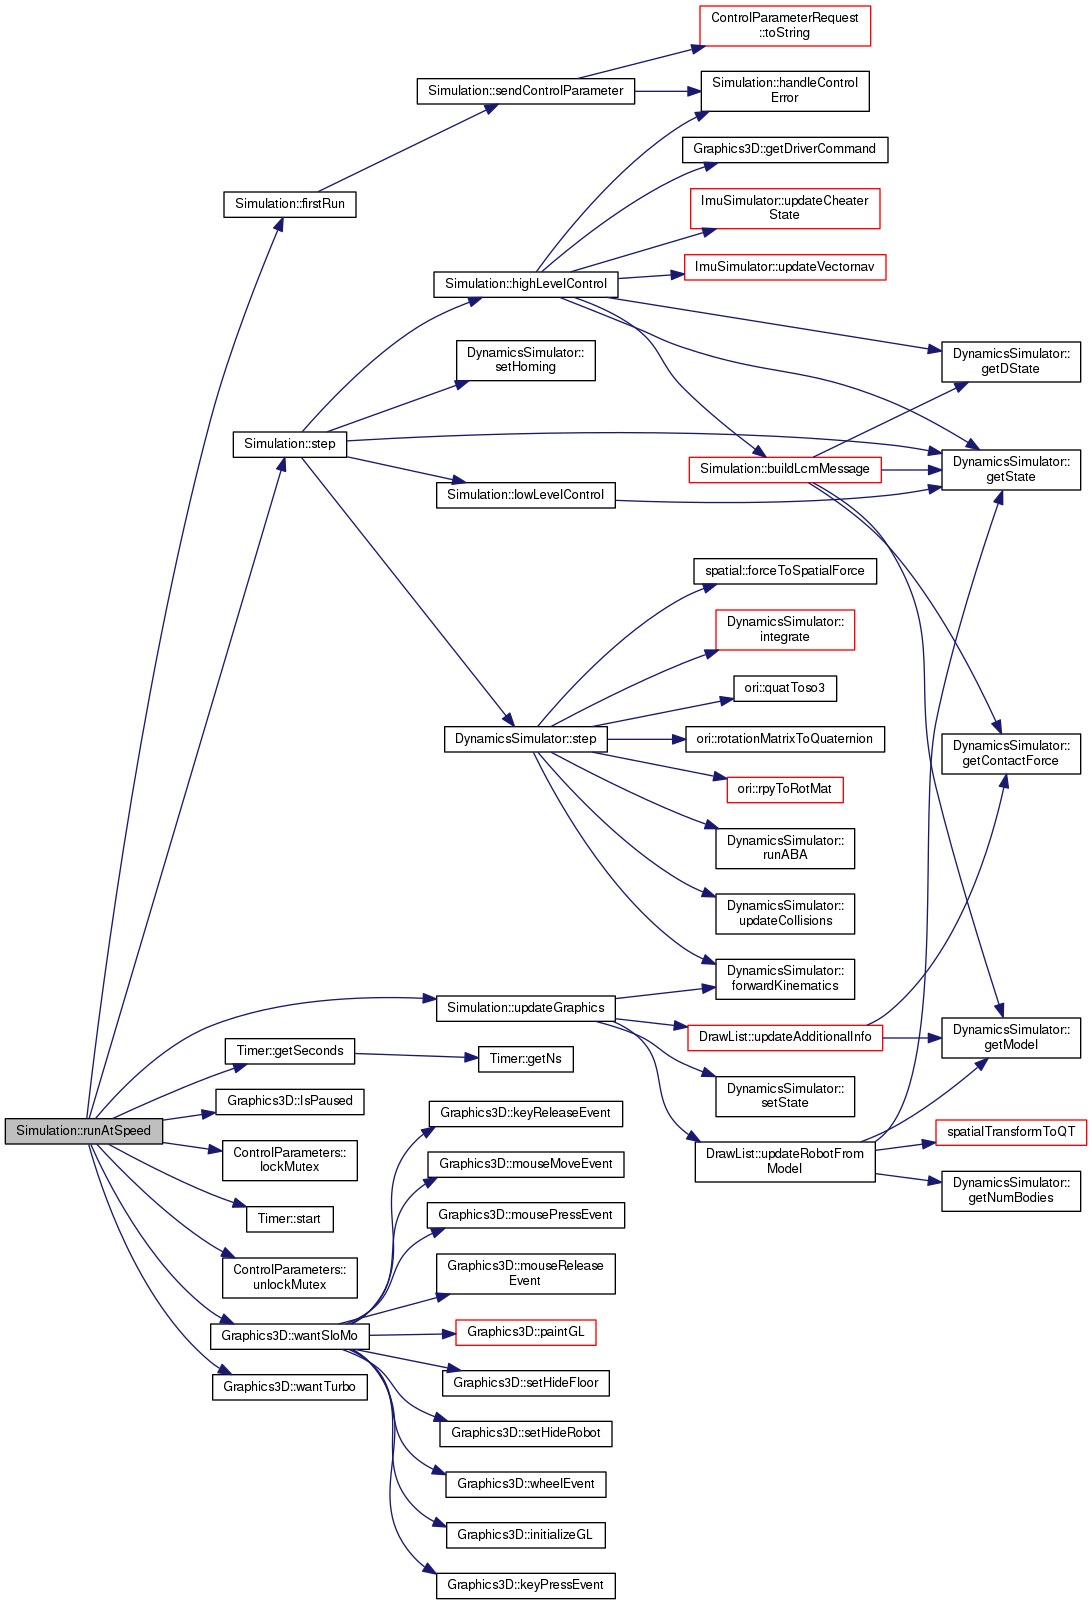 ControlParameterRequest
::toString
Simulation::sendControlParameter
Simulation::handleControl
Error
Graphics3D::getDriverCommand
Simulation::firstRun
ImuSimulator::updateCheater
State
ImuSimulator::updateVectornav
Simulation::highLevelControl
DynamicsSimulator::
setHoming
DynamicsSimulator::
getDState
Simulation::step
Simulation::buildLcmMessage
DynamicsSimulator::
getState
Simulation::lowLevelControl
spatial::forceToSpatialForce
DynamicsSimulator::
integrate
ori::quatToso3
DynamicsSimulator::step
ori::rotationMatrixToQuaternion
DynamicsSimulator::
getContactForce
ori::rpyToRotMat
DynamicsSimulator::
runABA
DynamicsSimulator::
updateCollisions
DynamicsSimulator::
forwardKinematics
Simulation::updateGraphics
DrawList::updateAdditionalInfo
DynamicsSimulator::
getModel
Timer::getSeconds
Timer::getNs
DynamicsSimulator::
setState
Graphics3D::IsPaused
Graphics3D::keyReleaseEvent
Simulation::runAtSpeed
spatialTransformToQT
ControlParameters::
lockMutex
Graphics3D::mouseMoveEvent
DrawList::updateRobotFrom
Model
DynamicsSimulator::
getNumBodies
Timer::start
Graphics3D::mousePressEvent
ControlParameters::
unlockMutex
Graphics3D::mouseRelease
Event
Graphics3D::wantSloMo
Graphics3D::paintGL
Graphics3D::wantTurbo
Graphics3D::setHideFloor
Graphics3D::setHideRobot
Graphics3D::wheelEvent
Graphics3D::initializeGL
Graphics3D::keyPressEvent